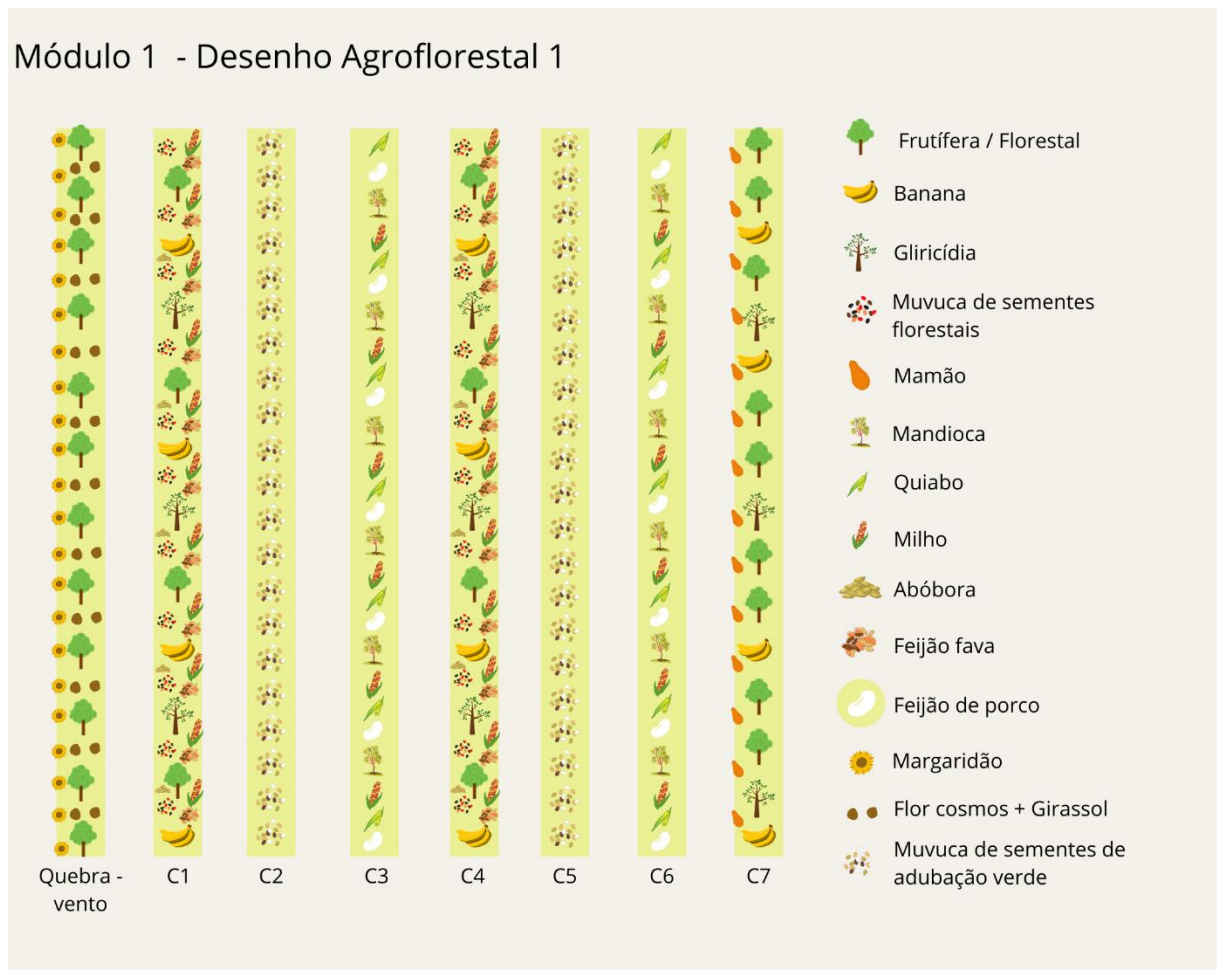 Módulo 1 - Desenho Agroflorestal 1
Frutífera / Florestal
Banana
Gliricídia
Muvuca de sementes
florestais
Mamão
Mandioca
Quiabo
Milho
Abóbora
Feijão fava
Feijão de porco
Margaridão
Flor cosmos + Girassol
Muvuca de sementes de
adubação verde
Quebra -
vento
C1
C2
C3
C4
C5
C6
C7